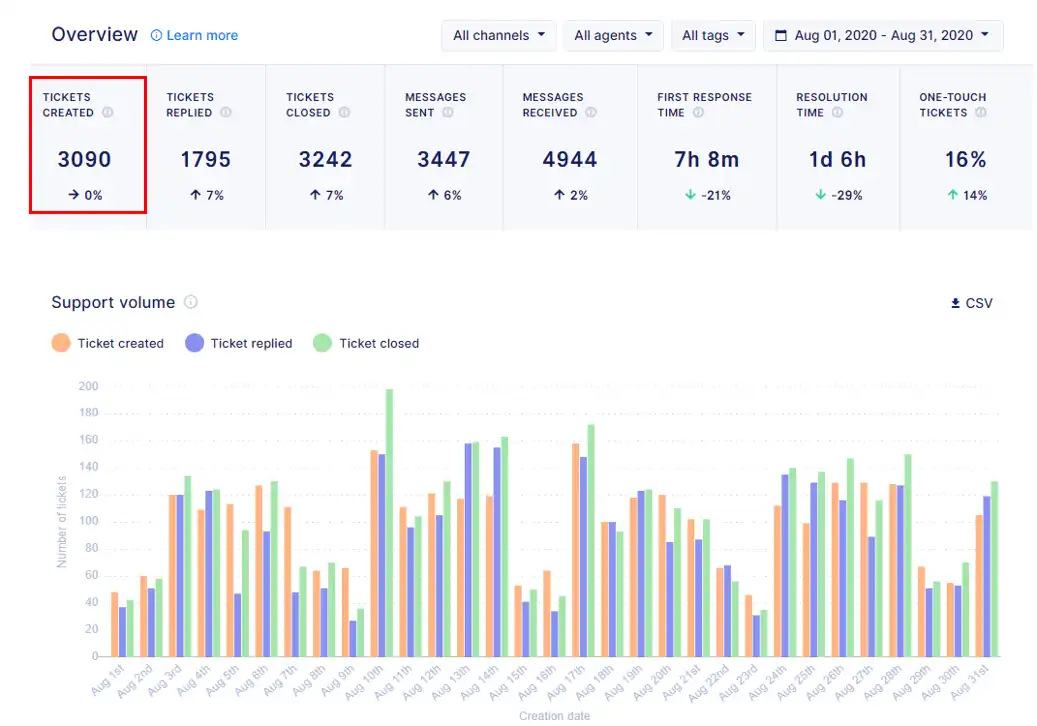 Overview Learn more All channels All agents All tags Aug 01, 2020 - Aug 31, 2020
TICKETS CREATED
3090
0%
TICKETS REPLIED
1795
7%
TICKETS CLOSED
3242
7%
MESSAGES SENT
3447
6%
MESSAGES RECEIVED
4944
2%
FIRST RESPONSE TIME
7h 8m
-21%
RESOLUTION TIME
1d 6h
-29%
ONE-TOUCH TICKETS
16%
14%
Support volume CSV
Ticket created Ticket replied Ticket closed
Number of tickets
200
180
160
140
120
100
80
60
40
20
0
Aug 1st Aug 2nd Aug 3rd Aug 4th Aug 5th Aug 6th Aug 7th Aug 8th Aug 9th Aug 10th Aug 11th Aug 12th Aug 13th Aug 14th Aug 15th Aug 18th Aug 17th Aug 18th Aug 19th Aug 20th Aug 21st Aug 22nd Aug 23rd Aug 24th Aug 25th Aug 26th Aug 27th Aug 28th Aug 29th Aug 30th Aug 31st
Creation date